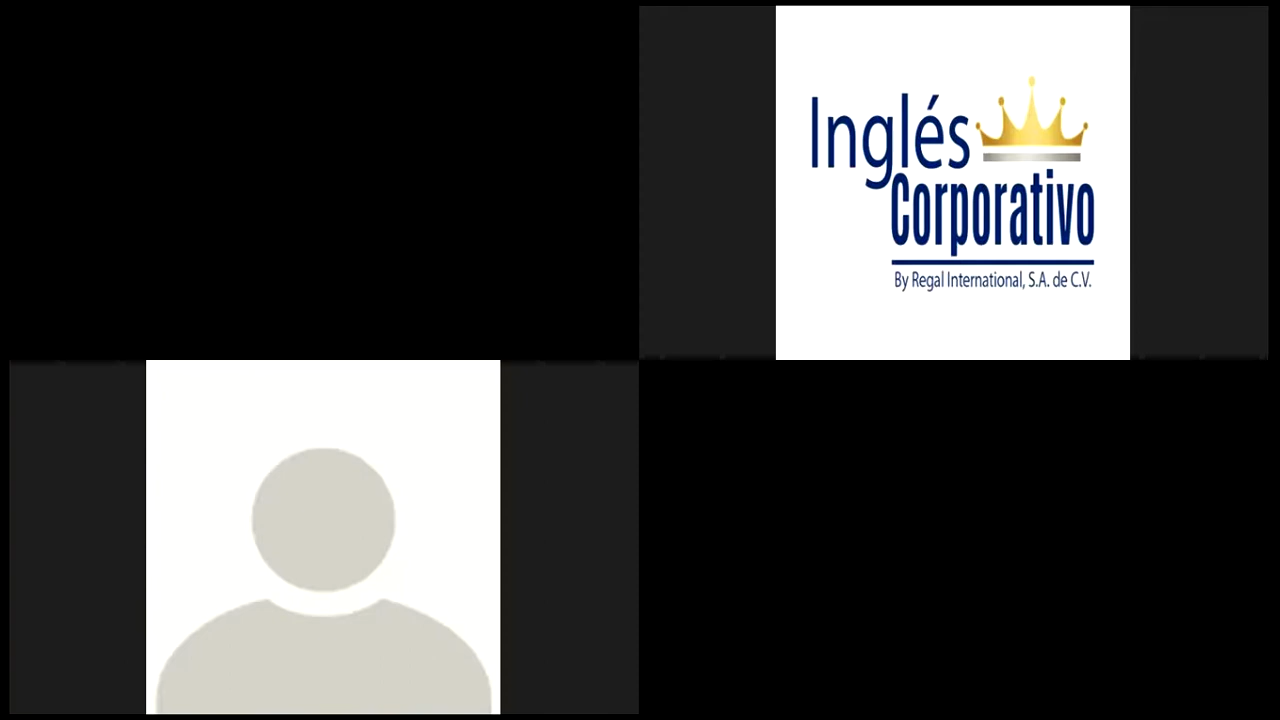 Inglés
Corporativo
By Regal International, S.A. de C.V.